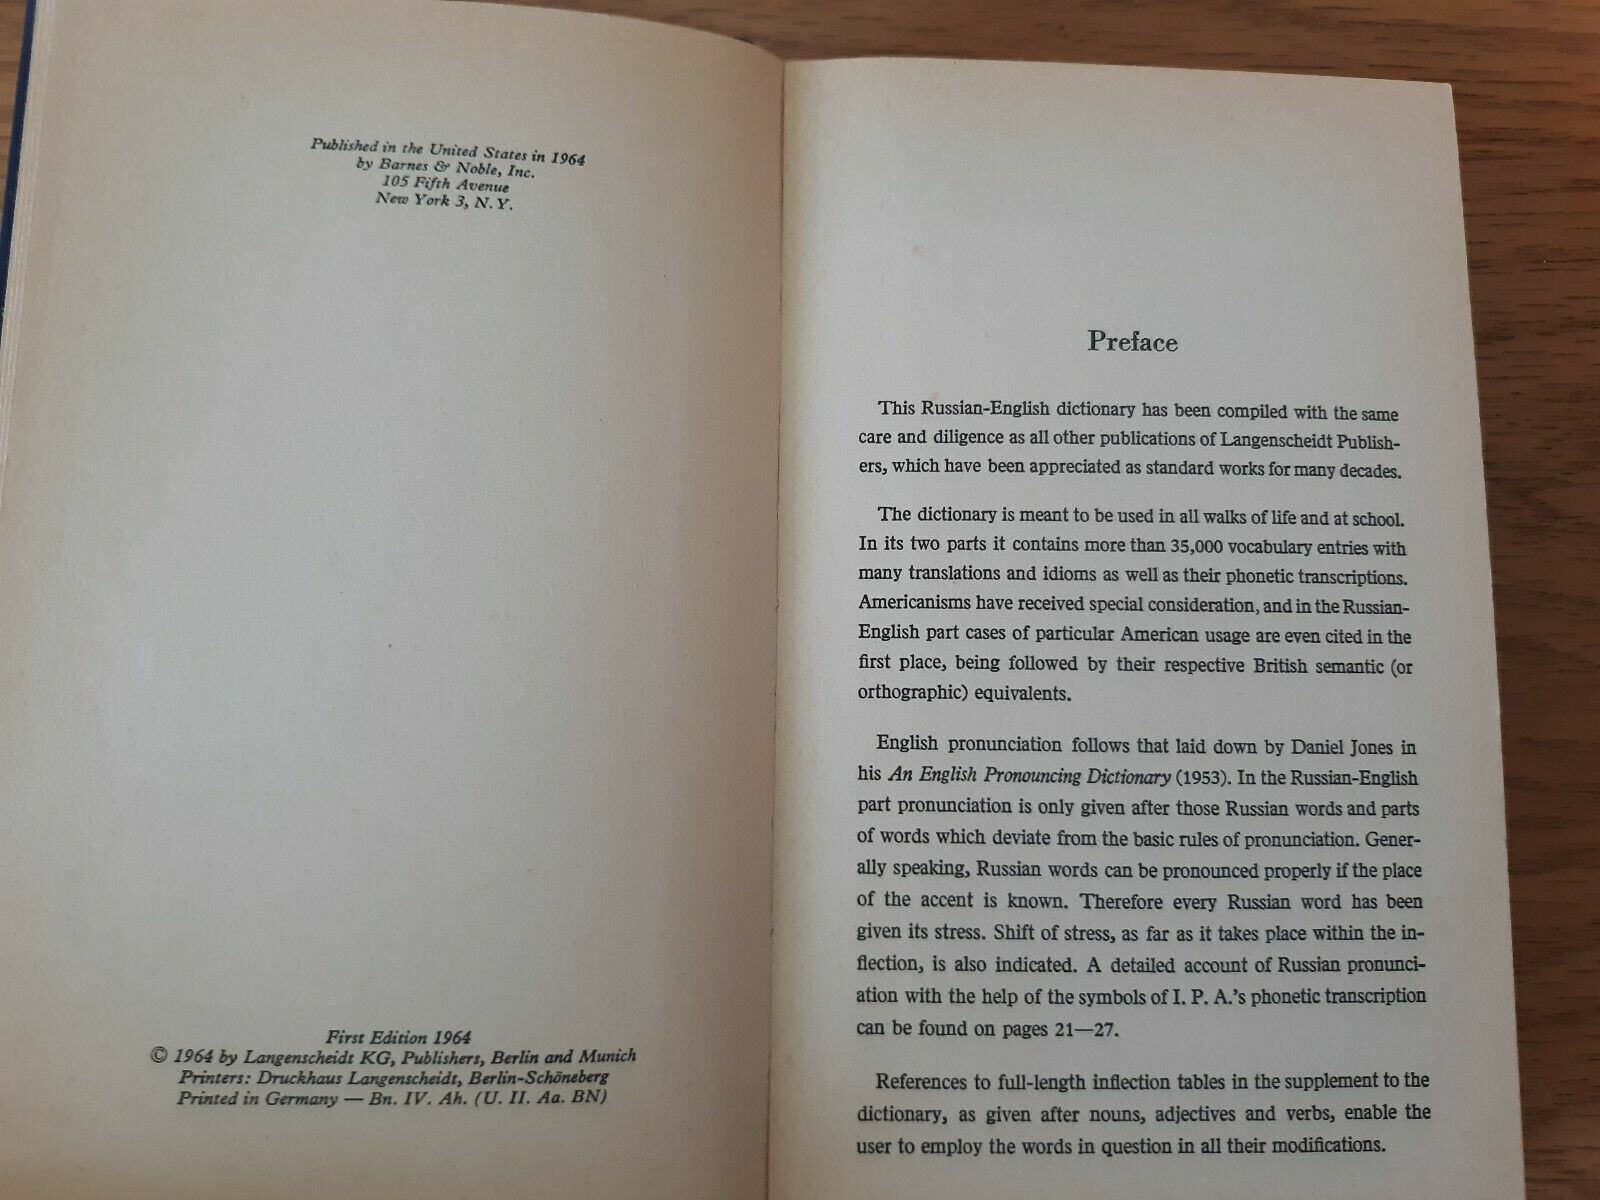 Published in the United States in 1964
by Barnes & Noble, Inc.
105 Fifth Avenue
New York 3, N. Y.
First Edition 1964
© 1964 by Langenscheidt KG, Publishers, Berlin and Munich
Printers: Druckhaus Langenscheidt, Berlin-Schöneberg
Printed in Germany — Bn. IV. Ah. (U. II. Aa. BN)
Preface
This Russian-English dictionary has been compiled with the same
care and diligence as all other publications of Langenscheidt Publish-
ers, which have been appreciated as standard works for many decades.
The dictionary is meant to be used in all walks of life and at school.
In its two parts it contains more than 35,000 vocabulary entries with
many translations and idioms as well as their phonetic transcriptions.
Americanisms have received special consideration, and in the Russian-
English part cases of particular American usage are even cited in the
first place, being followed by their respective British semantic (or
orthographic) equivalents.
English pronunciation follows that laid down by Daniel Jones in
his An English Pronouncing Dictionary (1953). In the Russian-English
part pronunciation is only given after those Russian words and parts
of words which deviate from the basic rules of pronunciation. Gener-
ally speaking, Russian words can be pronounced properly if the place
of the accent is known. Therefore every Russian word has been
given its stress. Shift of stress, as far as it takes place within the in-
flection, is also indicated. A detailed account of Russian pronunci-
ation with the help of the symbols of I. P. A.'s phonetic transcription
can be found on pages 21—27.
References to full-length inflection tables in the supplement to the
dictionary, as given after nouns, adjectives and verbs, enable the
user to employ the words in question in all their modifications.